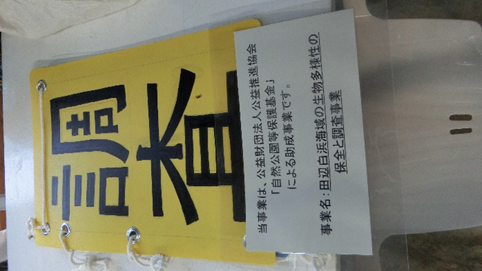 調査
当事業は、公益財団法人公益推進協会
「自然公園等保護基金」
による助成事業です。
事業名:田辺白浜海域の生物多様性の
保全と調査事業